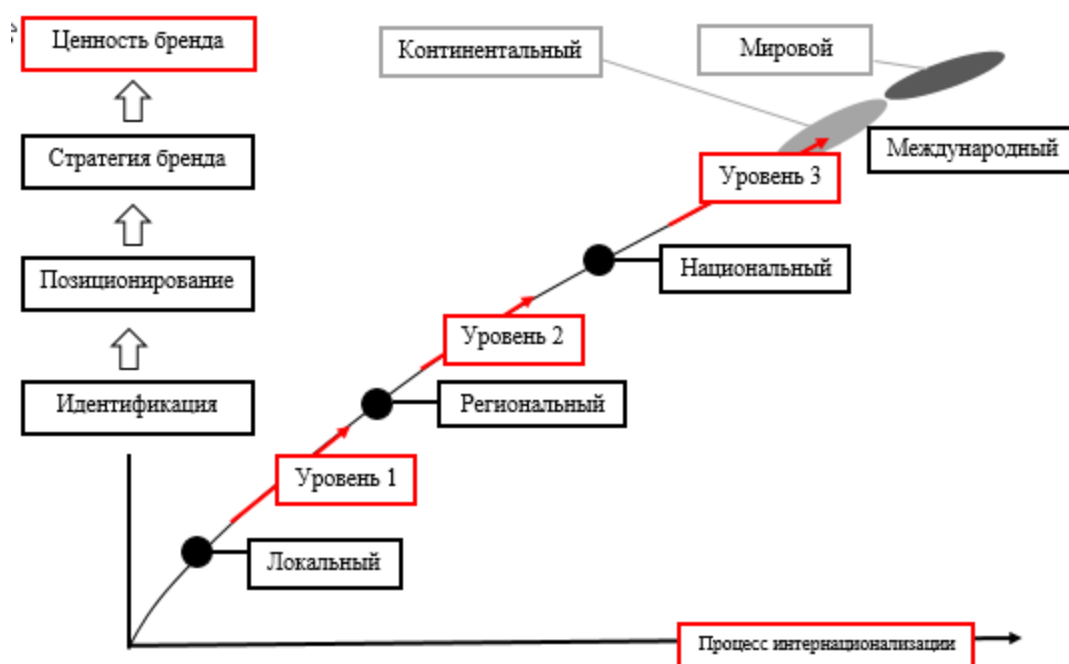 Ценность бренда
Континентальный
Мировой
Стратегия бренда
Международный
Уровень 3
Позиционирование
Национальный
Уровень 2
Идентификация
Региональный
Уровень 1
Локальный
Процесс интернационализации